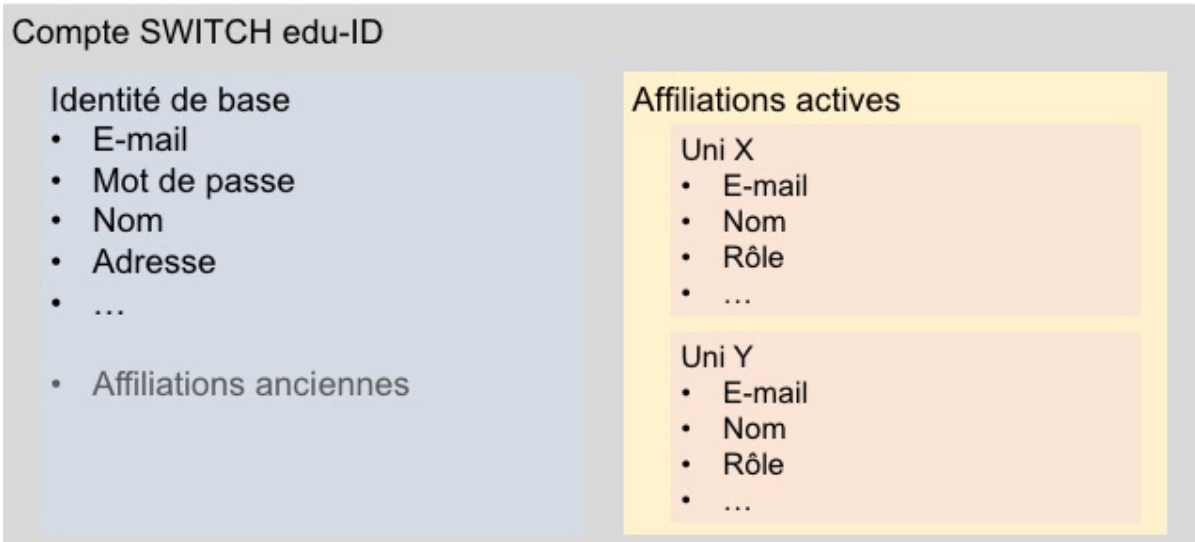 Compte SWITCH edu-ID
Identité de base
• E-mail
• Mot de passe
• Nom
• Adresse
• …
• Affiliations anciennes
Affiliations actives
Uni X
• E-mail
• Nom
• Rôle
• …
Uni Y
• E-mail
• Nom
• Rôle
• …